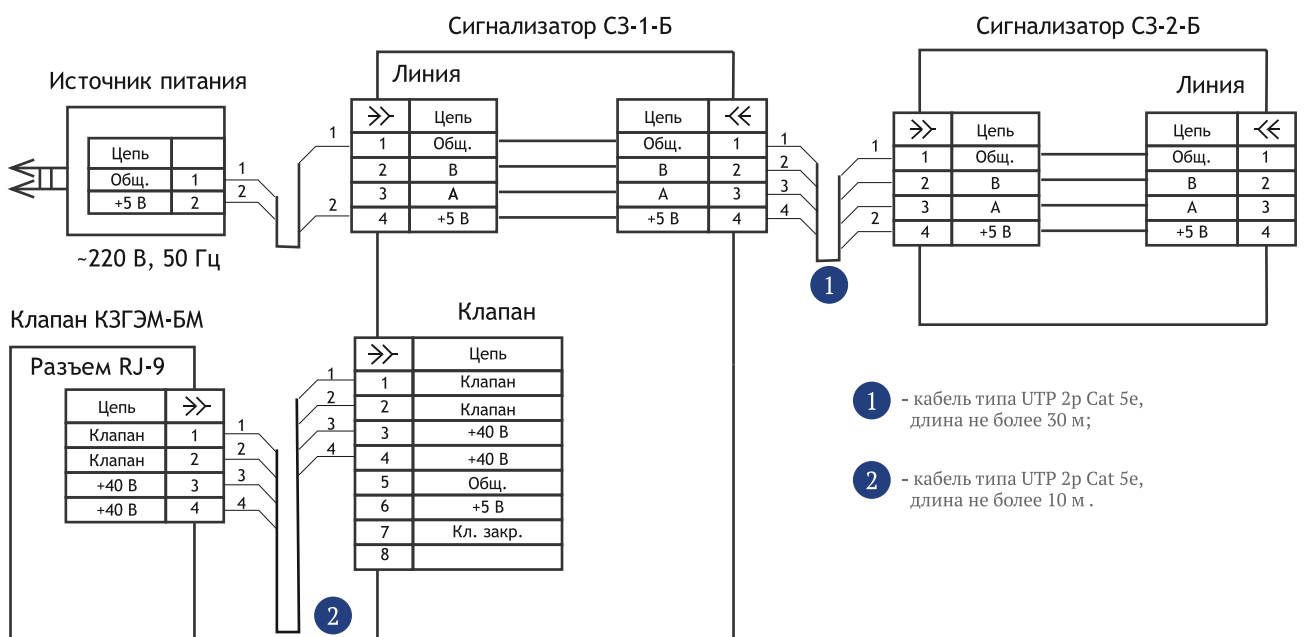 Сигнализатор СЗ-1-Б
Сигнализатор СЗ-2-Б
Источник питания
Линия
Линия
Цепь
Общ. 1
+5 В 2
1
2
~220 В, 50 Гц
1
2
Цепь
1 Общ.
2 В
3 А
4 +5 В
Цепь
Общ. 1
В 2
А 3
+5 В 4
1
2
3
4
1
2
Цепь
1 Общ.
2 В
3 А
4 +5 В
Цепь
Общ. 1
В 2
А 3
+5 В 4
1
Клапан КЗГЭМ-БМ
Разъем RJ-9
Цепь
Клапан 1
Клапан 2
+40 В 3
+40 В 4
1
2
3
4
1
2
3
4
2
Клапан
Цепь
1 Клапан
2 Клапан
3 +40 В
4 +40 В
5 Общ.
6 +5 В
7 Кл. закр.
8
1 - кабель типа UTP 2p Cat 5e,
длина не более 30 м;
2 - кабель типа UTP 2p Cat 5e,
длина не более 10 м .